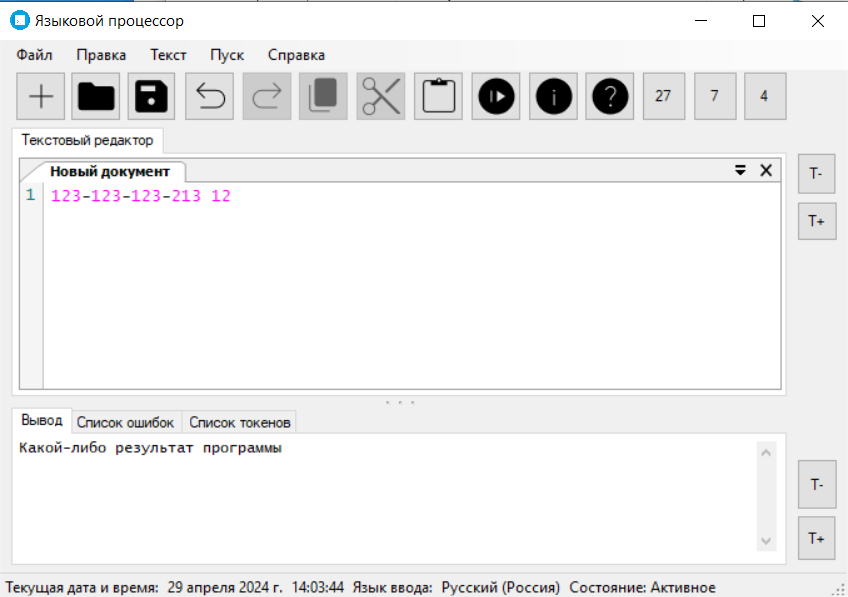 Языковой процессор
Файл Правка Текст Пуск Справка
27 7 4
Текстовый редактор
Новый документ
T-
1 123-123-123-213 12
T+
Вывод Список ошибок Список токенов
Какой-либо результат программы
T-
T+
Текущая дата и время: 29 апреля 2024 г. 14:03:44 Язык ввода: Русский (Россия) Состояние: Активное